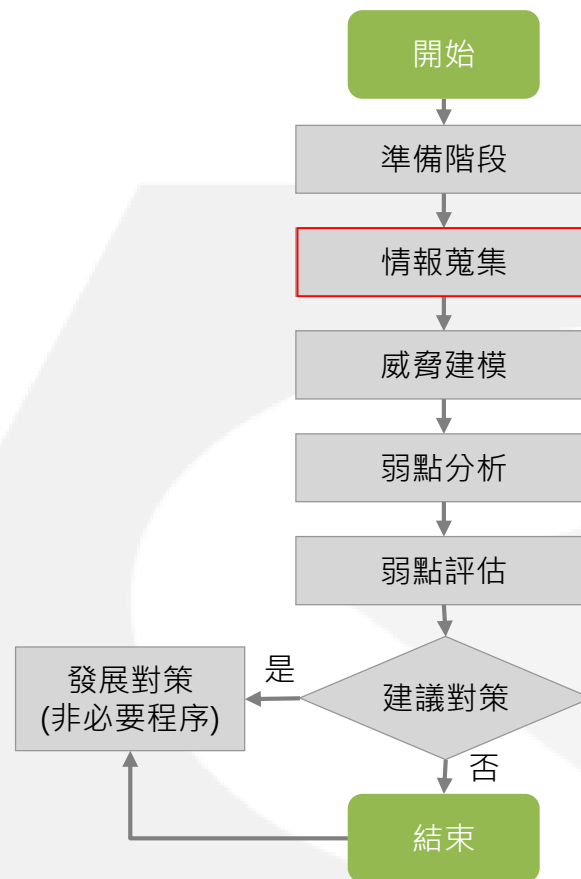 開始
準備階段
情報蒐集
威脅建模
弱點分析
弱點評估
發展對策
(非必要程序)
是
建議對策
否
結束